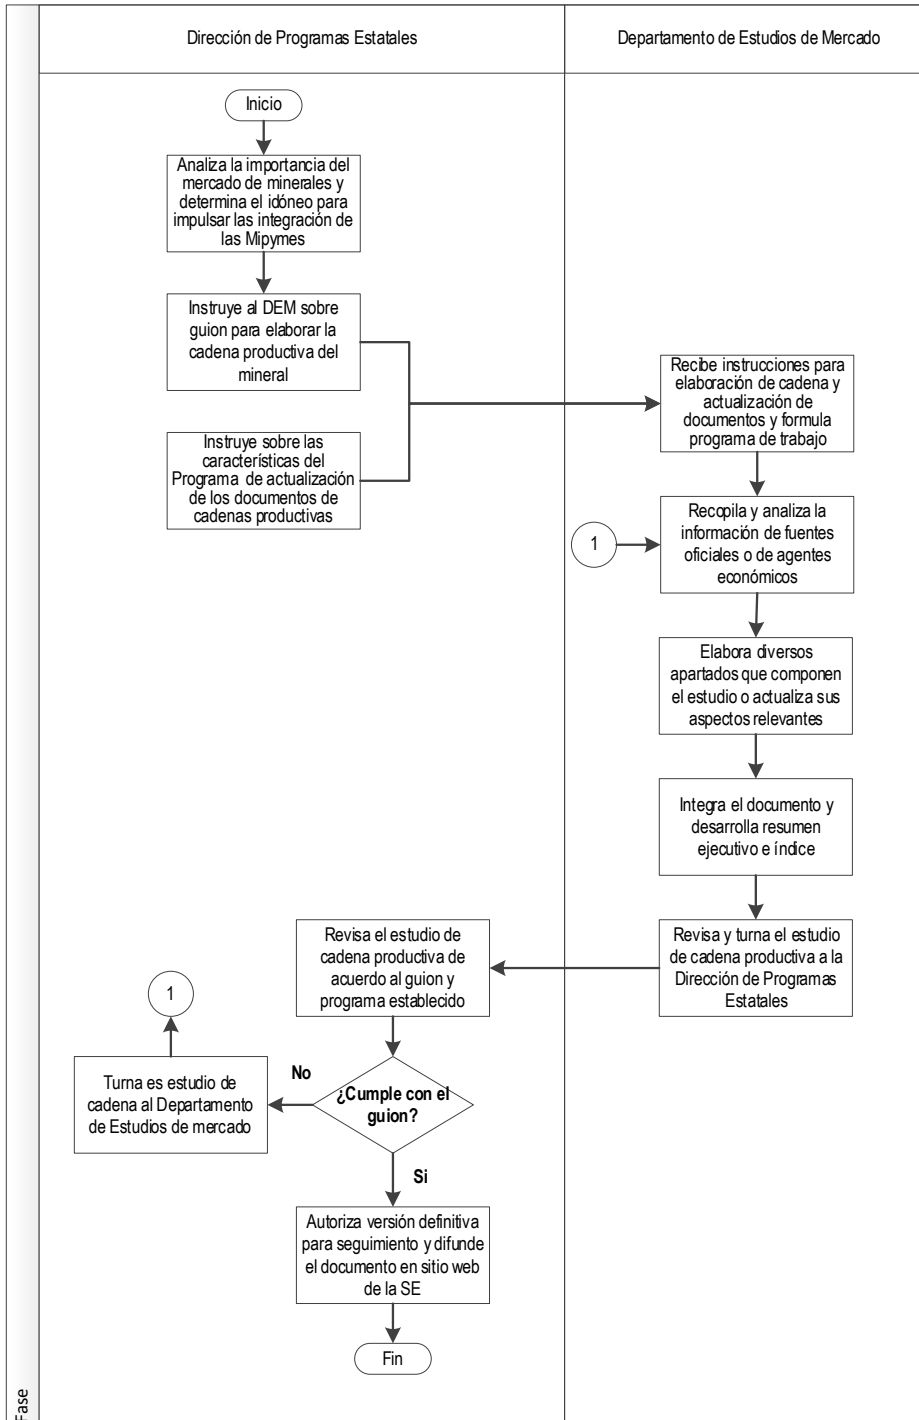 Dirección de Programas Estatales
Departamento de Estudios de Mercado
Inicio
Analiza la importancia del
mercado de minerales y
determina el idóneo para
impulsar las integración de
las Mipymes
Instruye al DEM sobre
guion para elaborar la
cadena productiva del
mineral
Instruye sobre las
características del
Programa de actualización
de los documentos de
cadenas productivas
Recibe instrucciones para
elaboración de cadena y
actualización de
documentos y formula
programa de trabajo
1
Recopila y analiza la
información de fuentes
oficiales o de agentes
económicos
Elabora diversos
apartados que componen
el estudio o actualiza sus
aspectos relevantes
Integra el documento y
desarrolla resumen
ejecutivo e índice
Revisa y turna el estudio
de cadena productiva a la
Dirección de Programas
Estatales
Revisa el estudio de
cadena productiva de
acuerdo al guion y
programa establecido
¿Cumple con el
guion?
No
Turna es estudio de
cadena al Departamento
de Estudios de mercado
1
Si
Autoriza versión definitiva
para seguimiento y difunde
el documento en sitio web
de la SE
Fin
Fase